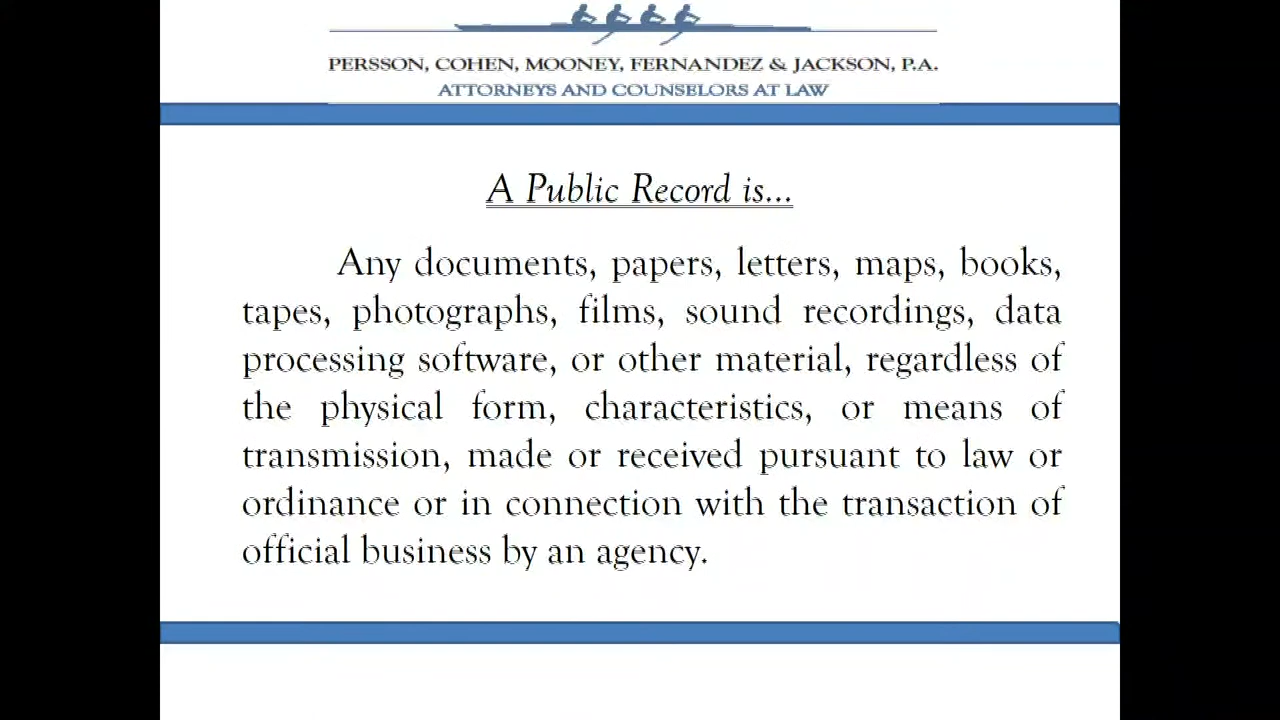 PERSSON, COHEN, MOONEY, FERNANDEZ & JACKSON, P.A.
ATTORNEYS AND COUNSELORS AT LAW
A Public Record is...
Any documents, papers, letters, maps, books,
tapes, photographs, films, sound recordings, data
processing software, or other material, regardless of
the physical form, characteristics, or means of
transmission, made or received pursuant to law or
ordinance or in connection with the transaction of
official business by an agency.